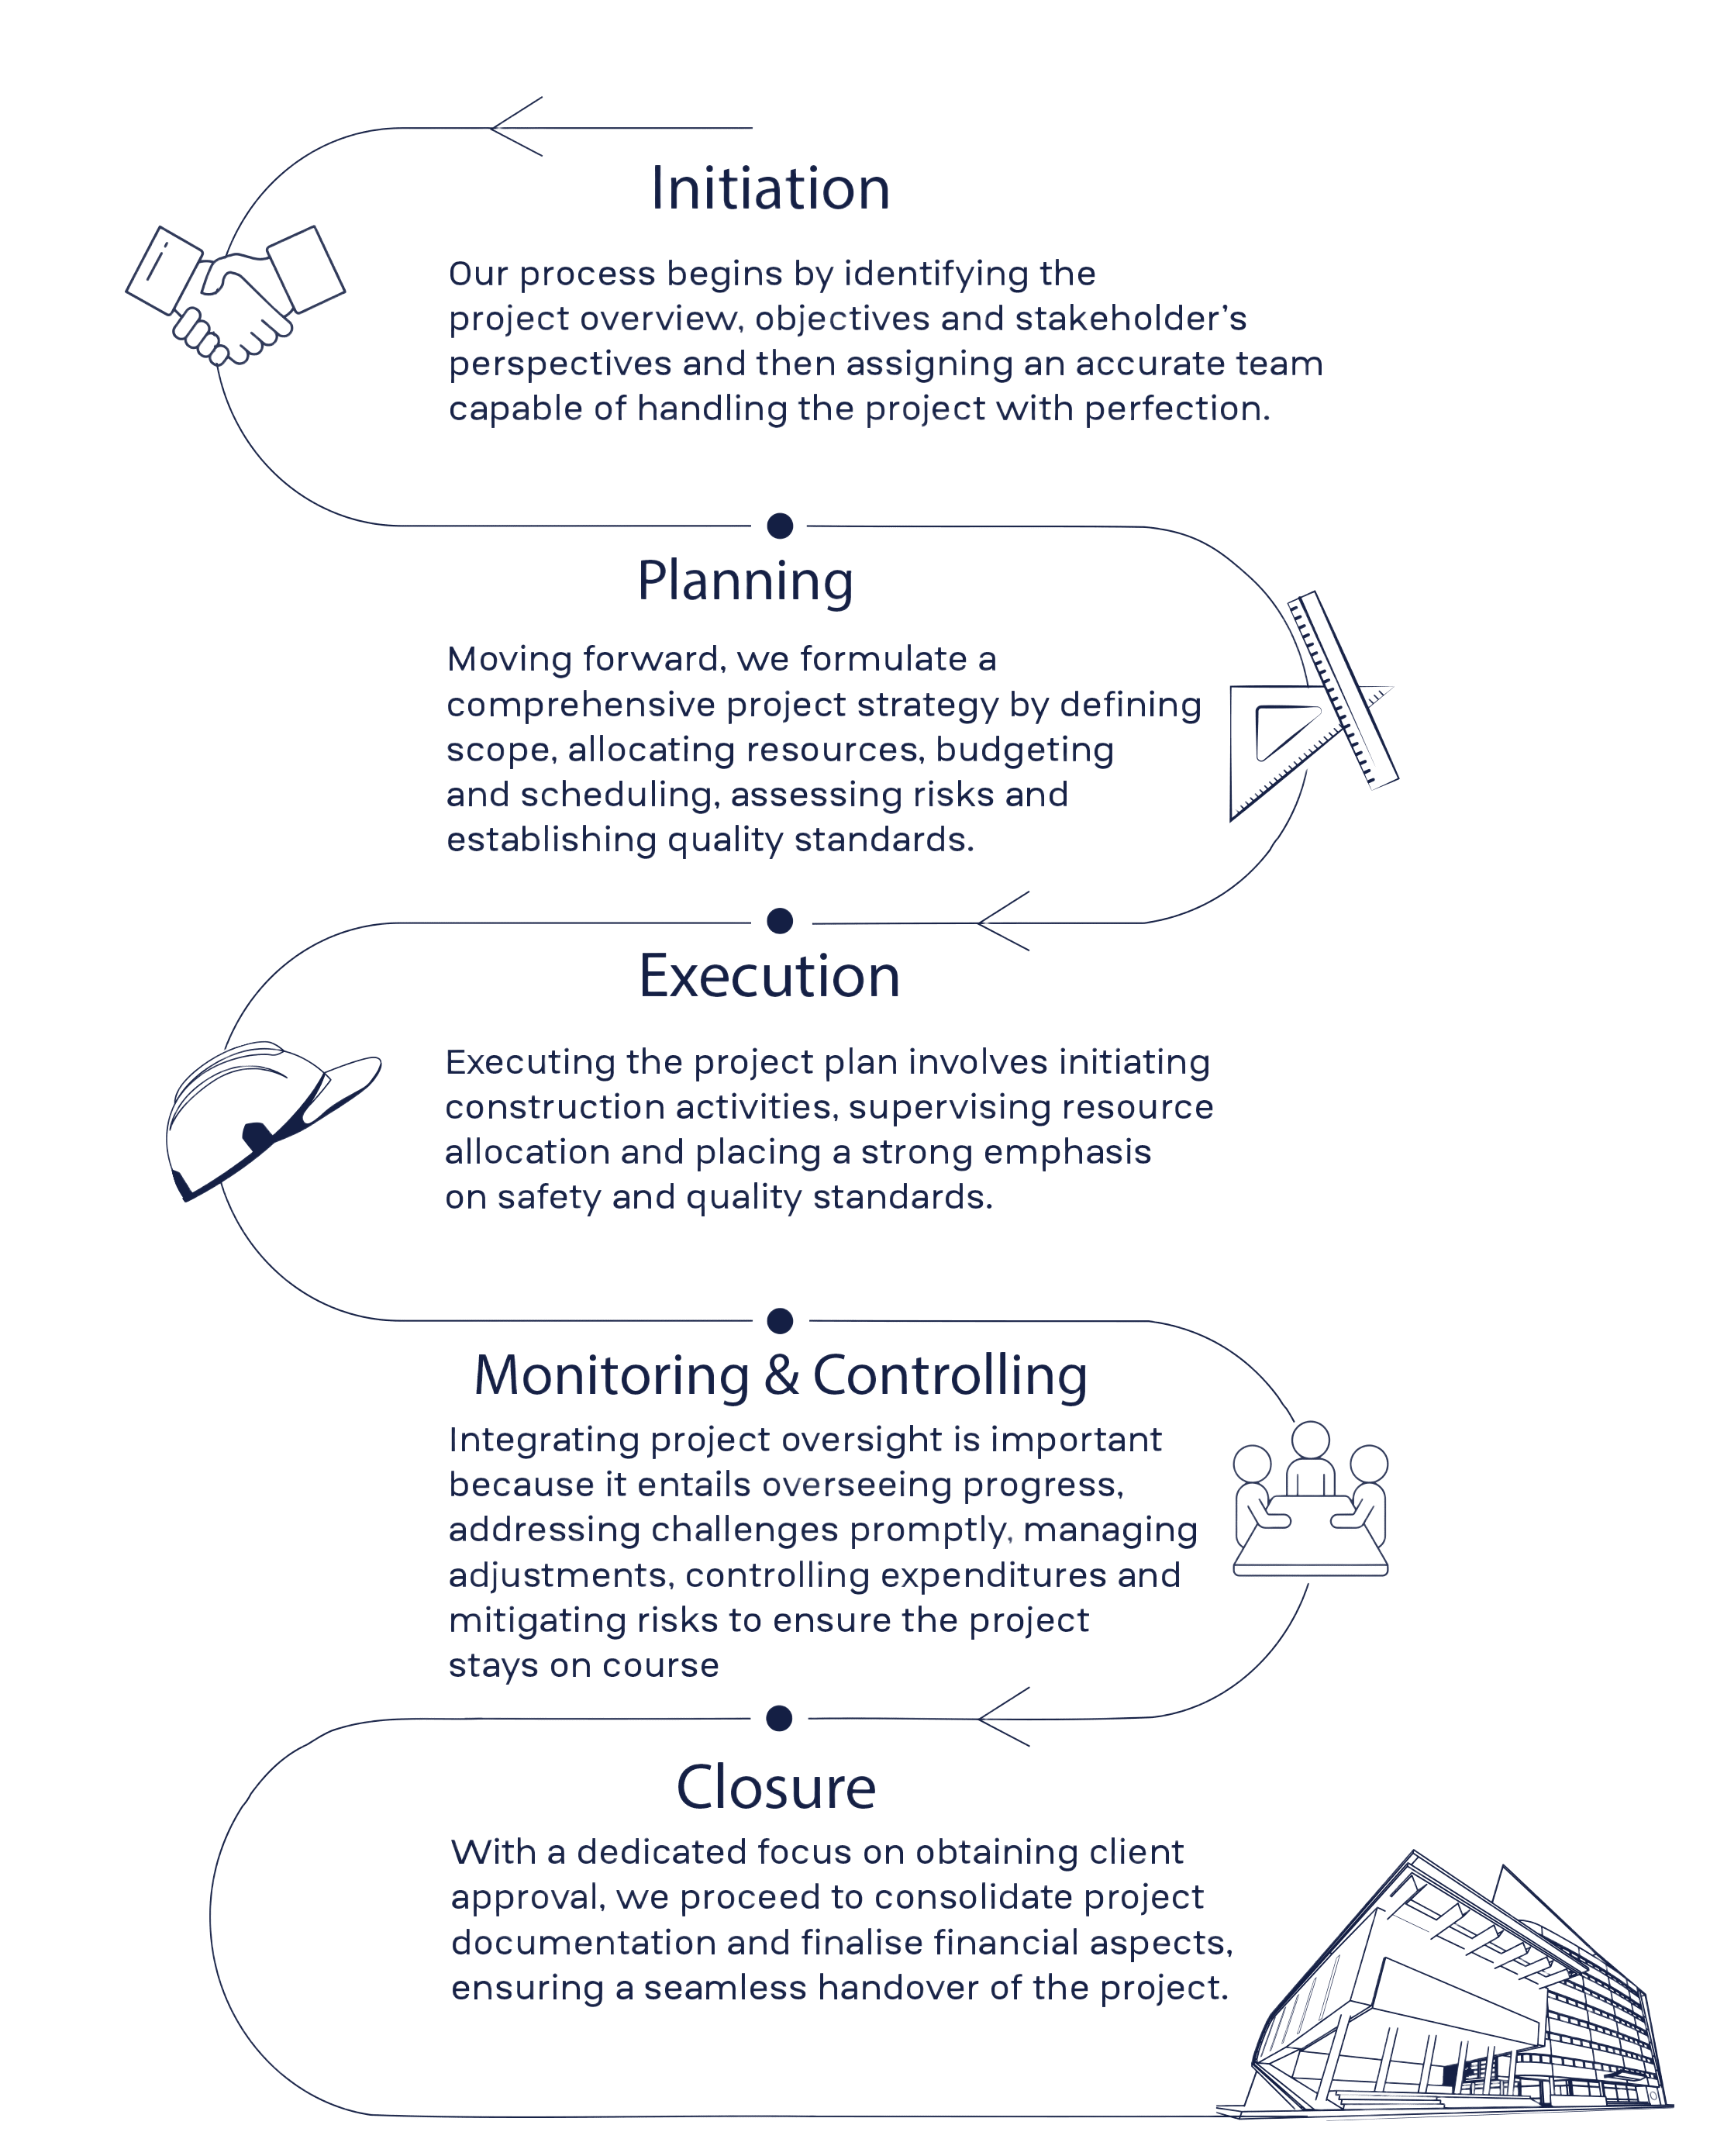 Initiation
Our process begins by identifying the
project overview, objectives and stakeholder’s
perspectives and then assigning an accurate team
capable of handling the project with perfection.
Planning
Moving forward, we formulate a
comprehensive project strategy by defining
scope, allocating resources, budgeting
and scheduling, assessing risks and
establishing quality standards.
Execution
Executing the project plan involves initiating
construction activities, supervising resource
allocation and placing a strong emphasis
on safety and quality standards.
Monitoring & Controlling
Integrating project oversight is important
because it entails overseeing progress,
addressing challenges promptly, managing
adjustments, controlling expenditures and
mitigating risks to ensure the project
stays on course
Closure
With a dedicated focus on obtaining client
approval, we proceed to consolidate project
documentation and finalise financial aspects,
ensuring a seamless handover of the project.